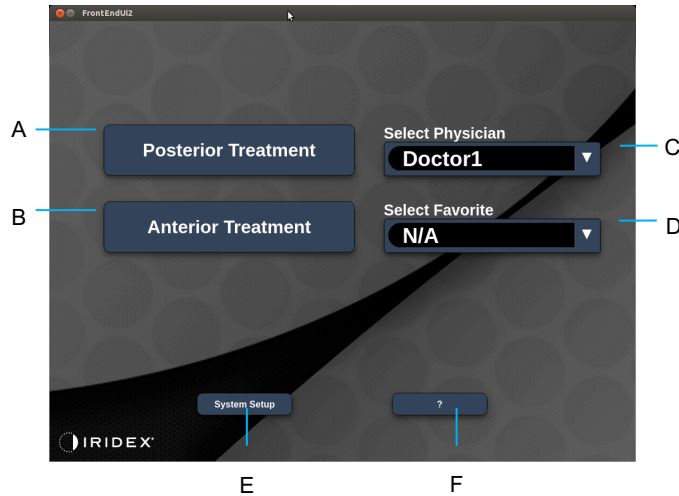 FrontEndUi2
A
Posterior Treatment
Select Physician
Doctor1
▼
C
B
Anterior Treatment
Select Favorite
N/A
▼
D
System Setup
?
IRIDEX
E
F